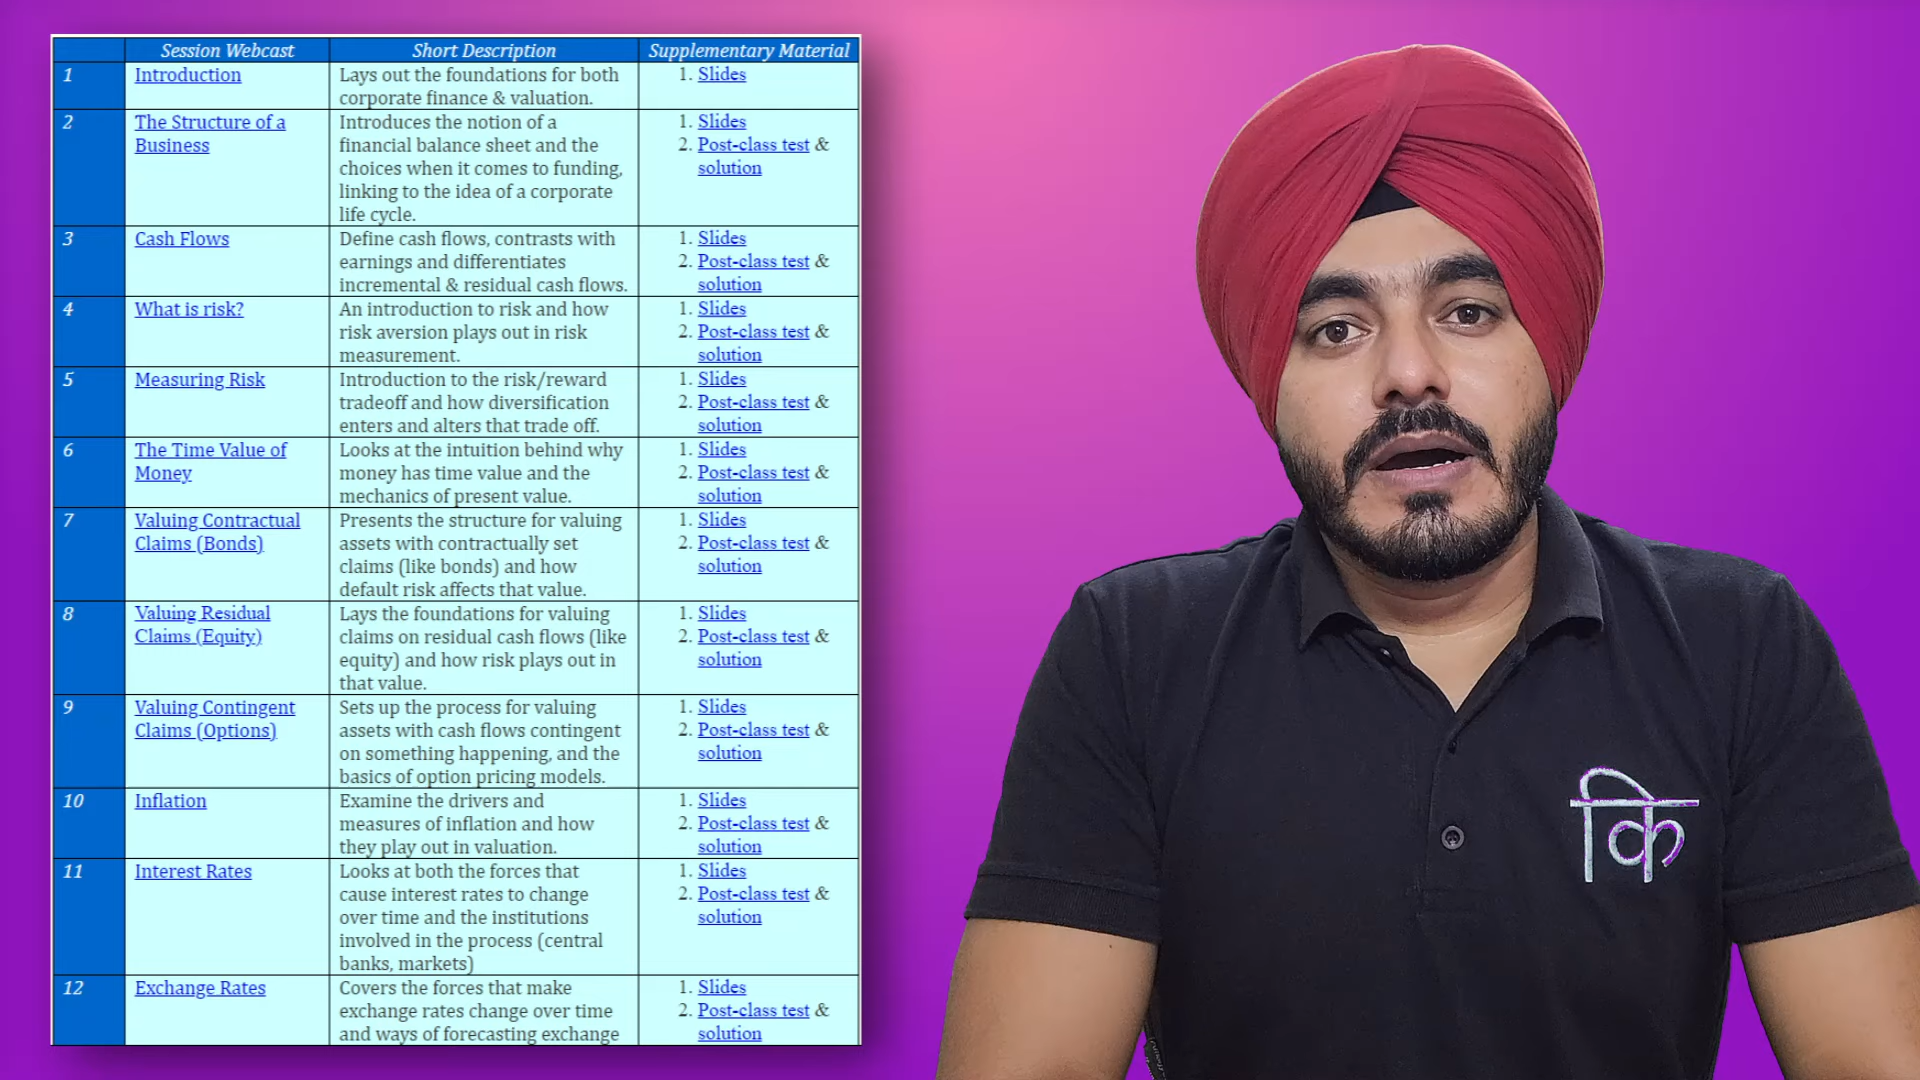 Session Webcast Short Description Supplementary Material
1 Introduction Lays out the foundations for both 1. Slides
corporate finance & valuation.
2 The Structure of a Introduces the notion of a 1. Slides
Business financial balance sheet and the 2. Post-class test &
choices when it comes to funding, solution
linking to the idea of a corporate
life cycle.
3 Cash Flows Define cash flows, contrasts with 1. Slides
earnings and differentiates 2. Post-class test &
incremental & residual cash flows. solution
4 What is risk? An introduction to risk and how 1. Slides
risk aversion plays out in risk 2. Post-class test &
measurement. solution
5 Measuring Risk Introduction to the risk/reward 1. Slides
tradeoff and how diversification 2. Post-class test &
enters and alters that trade off. solution
6 The Time Value of Looks at the intuition behind why 1. Slides
Money money has time value and the 2. Post-class test &
mechanics of present value. solution
7 Valuing Contractual Presents the structure for valuing 1. Slides
Claims (Bonds) assets with contractually set 2. Post-class test &
claims (like bonds) and how solution
default risk affects that value.
8 Valuing Residual Lays the foundations for valuing 1. Slides
Claims (Equity) claims on residual cash flows (like 2. Post-class test &
equity) and how risk plays out in solution
that value.
9 Valuing Contingent Sets up the process for valuing 1. Slides
Claims (Options) assets with cash flows contingent 2. Post-class test &
on something happening, and the solution
basics of option pricing models.
10 Inflation Examine the drivers and 1. Slides
measures of inflation and how 2. Post-class test &
they play out in valuation. solution
11 Interest Rates Looks at both the forces that 1. Slides
cause interest rates to change 2. Post-class test &
over time and the institutions solution
involved in the process (central
banks, markets)
12 Exchange Rates Covers the forces that make 1. Slides
exchange rates change over time 2. Post-class test &
and ways of forecasting exchange solution
कि